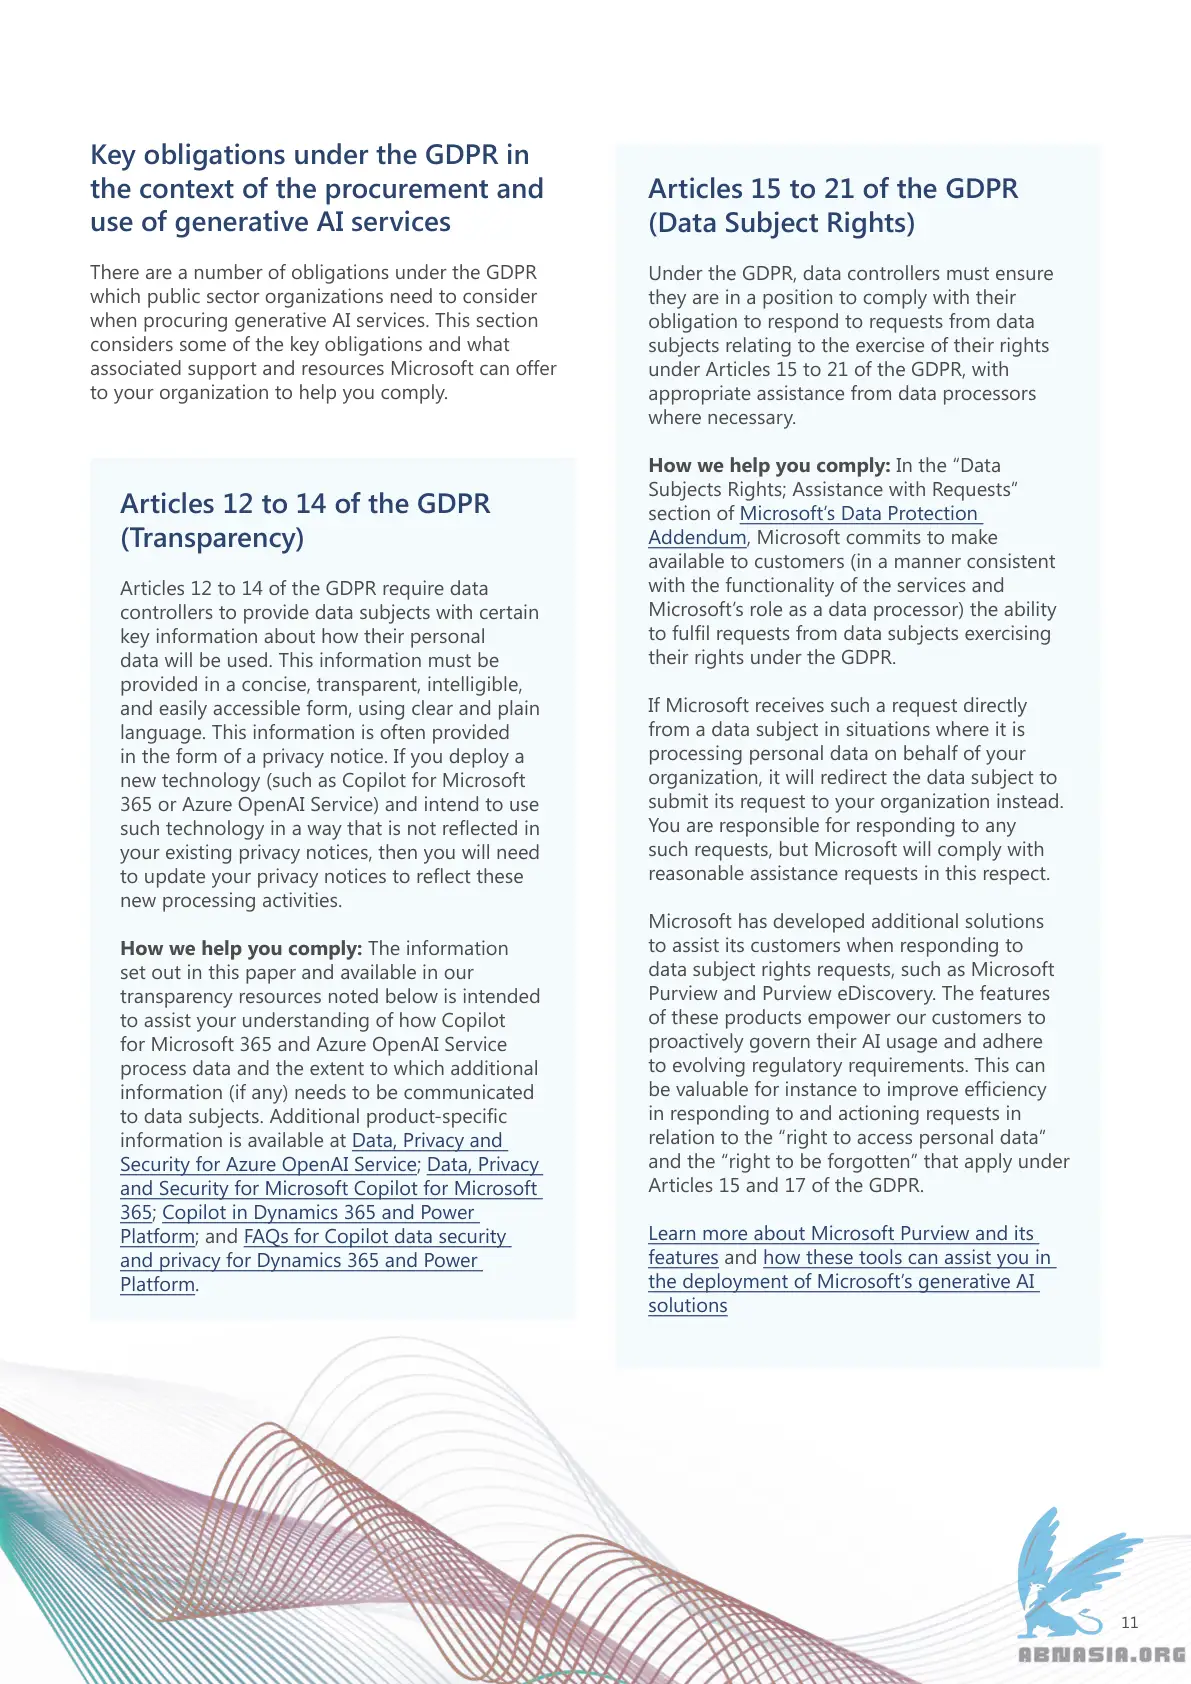 Key obligations under the GDPR in
the context of the procurement and
use of generative AI services
There are a number of obligations under the GDPR
which public sector organizations need to consider
when procuring generative AI services. This section
considers some of the key obligations and what
associated support and resources Microsoft can offer
to your organization to help you comply.
Articles 12 to 14 of the GDPR
(Transparency)
Articles 12 to 14 of the GDPR require data
controllers to provide data subjects with certain
key information about how their personal
data will be used. This information must be
provided in a concise, transparent, intelligible,
and easily accessible form, using clear and plain
language. This information is often provided
in the form of a privacy notice. If you deploy a
new technology (such as Copilot for Microsoft
365 or Azure OpenAI Service) and intend to use
such technology in a way that is not reflected in
your existing privacy notices, then you will need
to update your privacy notices to reflect these
new processing activities.
How we help you comply: The information
set out in this paper and available in our
transparency resources noted below is intended
to assist your understanding of how Copilot
for Microsoft 365 and Azure OpenAI Service
process data and the extent to which additional
information (if any) needs to be communicated
to data subjects. Additional product-specific
information is available at Data, Privacy and
Security for Azure OpenAI Service; Data, Privacy
and Security for Microsoft Copilot for Microsoft
365; Copilot in Dynamics 365 and Power
Platform; and FAQs for Copilot data security
and privacy for Dynamics 365 and Power
Platform.
Articles 15 to 21 of the GDPR
(Data Subject Rights)
Under the GDPR, data controllers must ensure
they are in a position to comply with their
obligation to respond to requests from data
subjects relating to the exercise of their rights
under Articles 15 to 21 of the GDPR, with
appropriate assistance from data processors
where necessary.
How we help you comply: In the “Data
Subjects Rights; Assistance with Requests”
section of Microsoft’s Data Protection
Addendum, Microsoft commits to make
available to customers (in a manner consistent
with the functionality of the services and
Microsoft’s role as a data processor) the ability
to fulfil requests from data subjects exercising
their rights under the GDPR.
If Microsoft receives such a request directly
from a data subject in situations where it is
processing personal data on behalf of your
organization, it will redirect the data subject to
submit its request to your organization instead.
You are responsible for responding to any
such requests, but Microsoft will comply with
reasonable assistance requests in this respect.
Microsoft has developed additional solutions
to assist its customers when responding to
data subject rights requests, such as Microsoft
Purview and Purview eDiscovery. The features
of these products empower our customers to
proactively govern their AI usage and adhere
to evolving regulatory requirements. This can
be valuable for instance to improve efficiency
in responding to and actioning requests in
relation to the “right to access personal data”
and the “right to be forgotten” that apply under
Articles 15 and 17 of the GDPR.
Learn more about Microsoft Purview and its
features and how these tools can assist you in
the deployment of Microsoft’s generative AI
solutions
11
ABNASIA.ORG